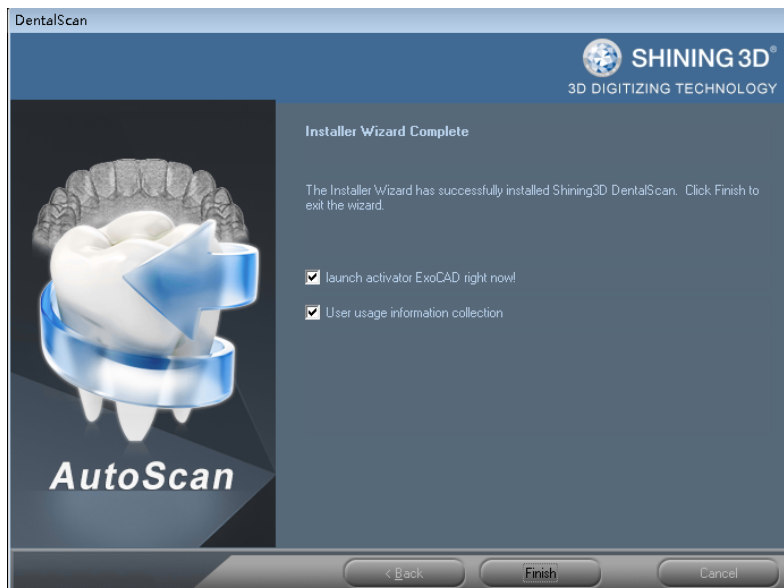 DentalScan
SHINING 3D®
3D DIGITIZING TECHNOLOGY
Installer Wizard Complete
The Installer Wizard has successfully installed Shining3D DentalScan. Click Finish to
exit the wizard.
launch activator ExoCAD right now!
User usage information collection
AutoScan
< Back
Finish
Cancel